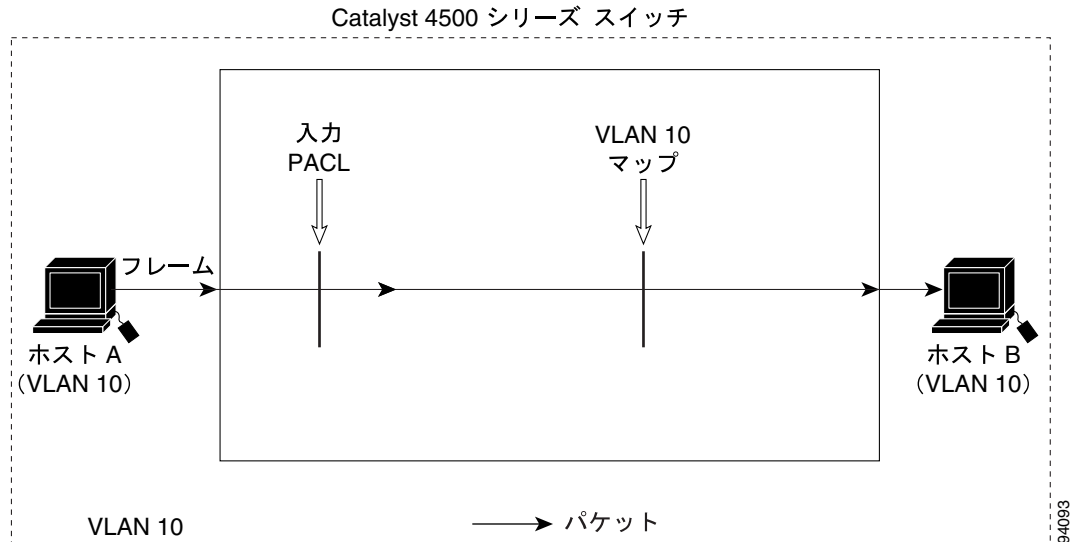 Catalyst 4500 シリーズ スイッチ
入力
PACL
VLAN 10
マップ
フレーム
ホスト A
（VLAN 10）
ホスト B
（VLAN 10）
VLAN 10
パケット
94093